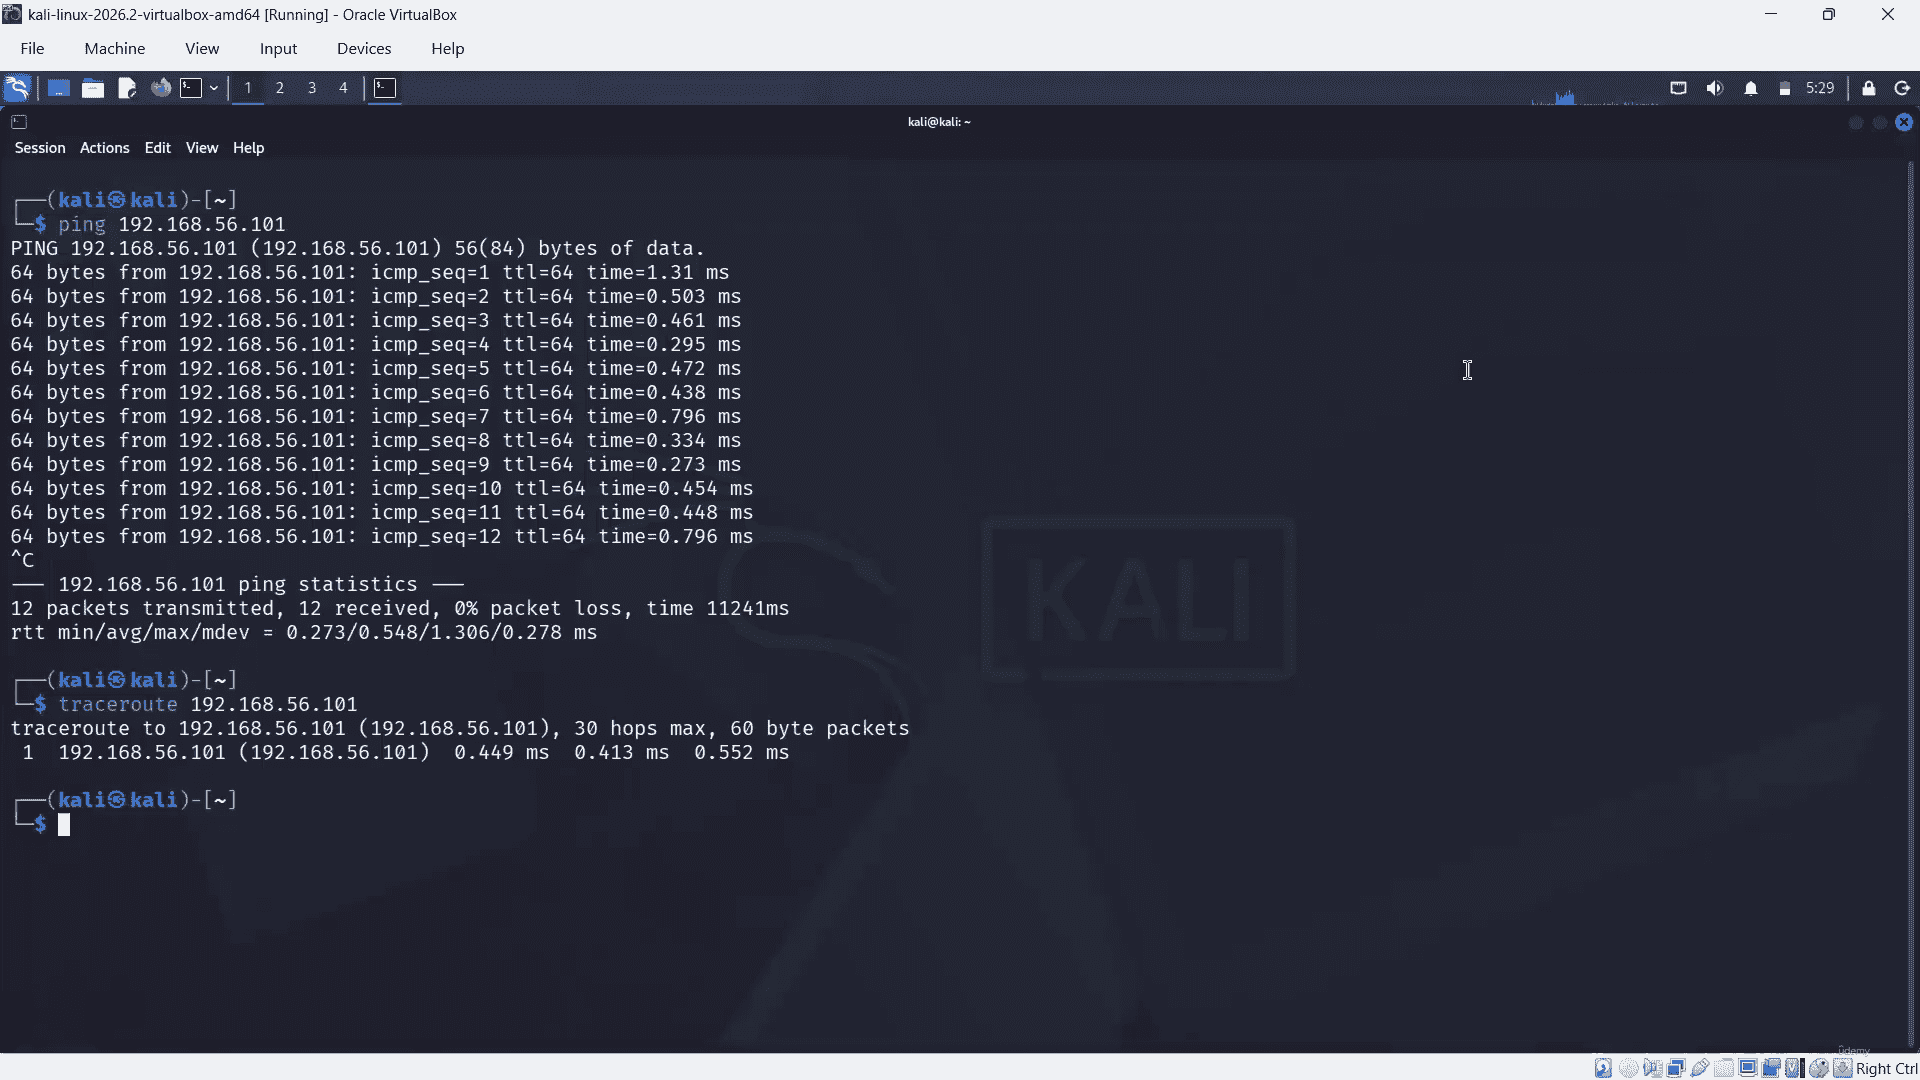 kali-linux-2026.2-virtualbox-amd64 [Running] - Oracle VirtualBox
File Machine View Input Devices Help
1 2 3 4 5:29
kali@kali: ~
Session Actions Edit View Help
┌──(kali㉿kali)-[~]
└─$ ping 192.168.56.101
PING 192.168.56.101 (192.168.56.101) 56(84) bytes of data.
64 bytes from 192.168.56.101: icmp_seq=1 ttl=64 time=1.31 ms
64 bytes from 192.168.56.101: icmp_seq=2 ttl=64 time=0.503 ms
64 bytes from 192.168.56.101: icmp_seq=3 ttl=64 time=0.461 ms
64 bytes from 192.168.56.101: icmp_seq=4 ttl=64 time=0.295 ms
64 bytes from 192.168.56.101: icmp_seq=5 ttl=64 time=0.472 ms
64 bytes from 192.168.56.101: icmp_seq=6 ttl=64 time=0.438 ms
64 bytes from 192.168.56.101: icmp_seq=7 ttl=64 time=0.796 ms
64 bytes from 192.168.56.101: icmp_seq=8 ttl=64 time=0.334 ms
64 bytes from 192.168.56.101: icmp_seq=9 ttl=64 time=0.273 ms
64 bytes from 192.168.56.101: icmp_seq=10 ttl=64 time=0.454 ms
64 bytes from 192.168.56.101: icmp_seq=11 ttl=64 time=0.448 ms
64 bytes from 192.168.56.101: icmp_seq=12 ttl=64 time=0.796 ms
^C
── 192.168.56.101 ping statistics ──
12 packets transmitted, 12 received, 0% packet loss, time 11241ms
rtt min/avg/max/mdev = 0.273/0.548/1.306/0.278 ms
┌──(kali㉿kali)-[~]
└─$ traceroute 192.168.56.101
traceroute to 192.168.56.101 (192.168.56.101), 30 hops max, 60 byte packets
1 192.168.56.101 (192.168.56.101) 0.449 ms 0.413 ms 0.552 ms
┌──(kali㉿kali)-[~]
└─$
KALI
ûdemy
Right Ctrl